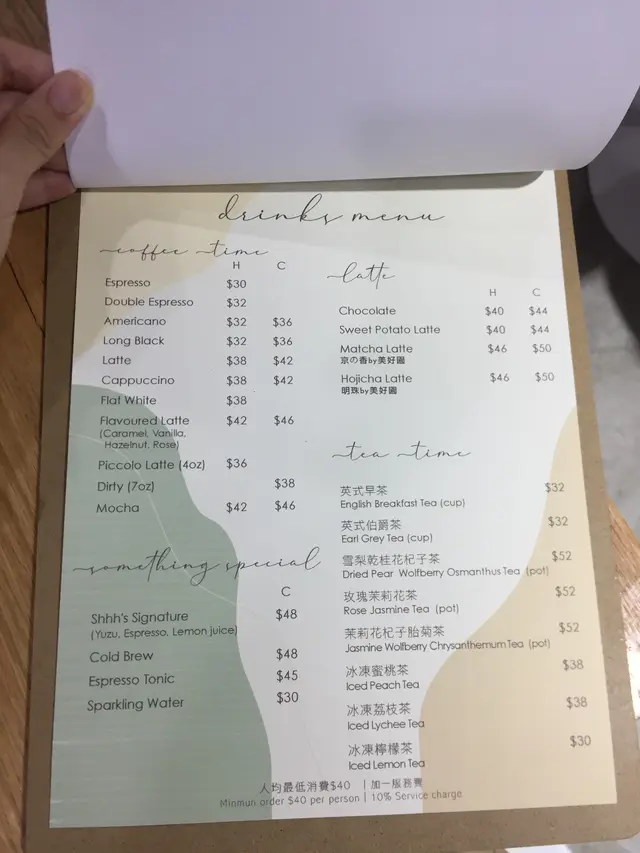 drinks menu
coffee time
H C
Espresso $30
Double Espresso $32
Americano $32 $36
Long Black $32 $36
Latte $38 $42
Cappuccino $38 $42
Flat White $38
Flavoured Latte $42 $46
(Caramel, Vanilla,
Hazelnut, Rose)
Piccolo Latte (4oz) $36
Dirty (7oz) $38
Mocha $42 $46
something special
C
Shhh's Signature $48
(Yuzu, Espresso, Lemon juice)
Cold Brew $48
Espresso Tonic $45
Sparkling Water $30
latte
H C
Chocolate $40 $44
Sweet Potato Latte $40 $44
Matcha Latte $46 $50
京の香by美好園
Hojicha Latte $46 $50
明珠by美好園
tea time
英式早茶 $32
English Breakfast Tea (cup)
英式伯爵茶 $32
Earl Grey Tea (cup)
雪梨乾桂花杞子茶 $52
Dried Pear Wolfberry Osmanthus Tea (pot)
玫瑰茉莉花茶 $52
Rose Jasmine Tea (pot)
茉莉花杞子胎菊茶 $52
Jasmine Wolfberry Chrysanthemum Tea (pot)
冰凍蜜桃茶 $38
Iced Peach Tea
冰凍荔枝茶 $38
Iced Lychee Tea
冰凍檸檬茶 $30
Iced Lemon Tea
人均最低消費$40 | 加一服務費
Minmun order $40 per person | 10% Service charge